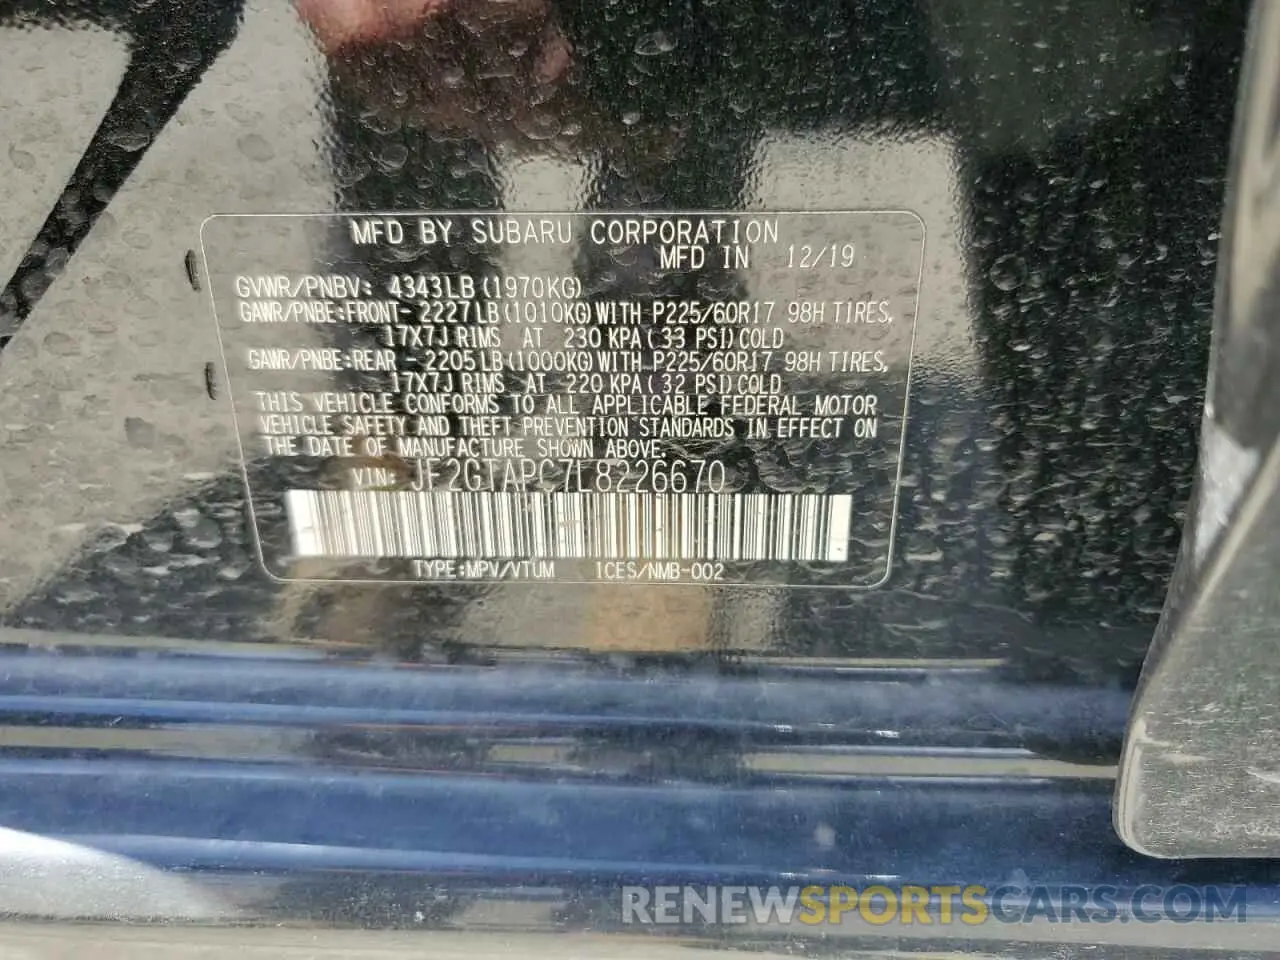 MFD BY SUBARU CORPORATION
MFD IN 12/19
GVWR/PNBV: 4343LB (1970KG)
GAWR/PNBE:FRONT- 2227LB (1010KG) WITH P225/60R17 98H TIRES,
17X7J RIMS AT 230 KPA ( 33 PSI) COLD
GAWR/PNBE:REAR - 2205LB (1000KG) WITH P225/60R17 98H TIRES,
17X7J RIMS AT 220 KPA ( 32 PSI) COLD
THIS VEHICLE CONFORMS TO ALL APPLICABLE FEDERAL MOTOR
VEHICLE SAFETY AND THEFT PREVENTION STANDARDS IN EFFECT ON
THE DATE OF MANUFACTURE SHOWN ABOVE.
VIN: JF2GTAPC7L8226670
TYPE:MPV/VTUM ICES/NMB-002
RENEWSPORTSCARS.COM